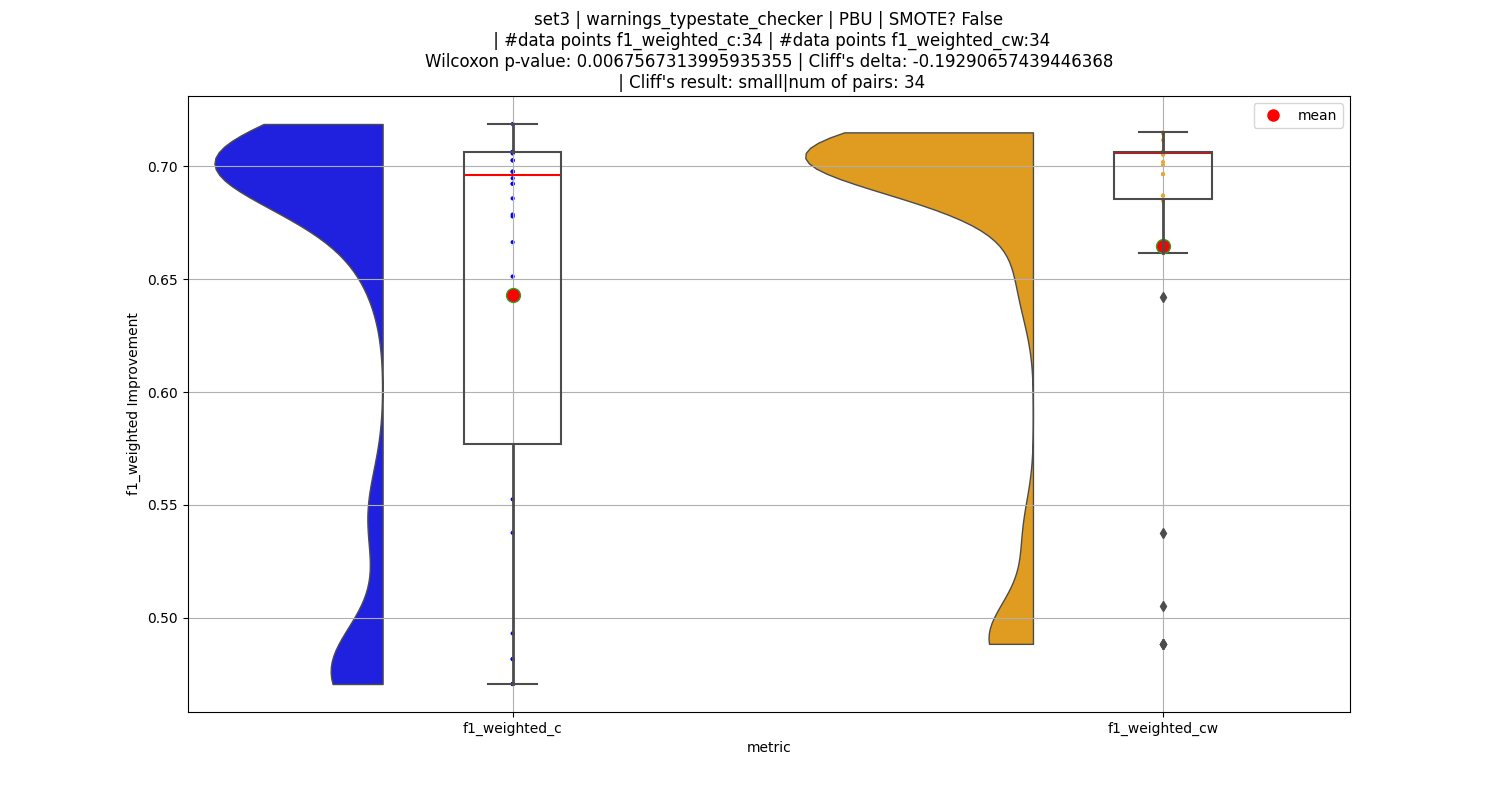 set3 | warnings_typestate_checker | PBU | SMOTE? False
| #data points f1_weighted_c:34 | #data points f1_weighted_cw:34
Wilcoxon p-value: 0.0067567313995935355 | Cliff's delta: -0.19290657439446368
| Cliff's result: small|num of pairs: 34
mean
0.70
0.65
0.60
0.55
0.50
f1_weighted Improvement
f1_weighted_c
f1_weighted_cw
metric